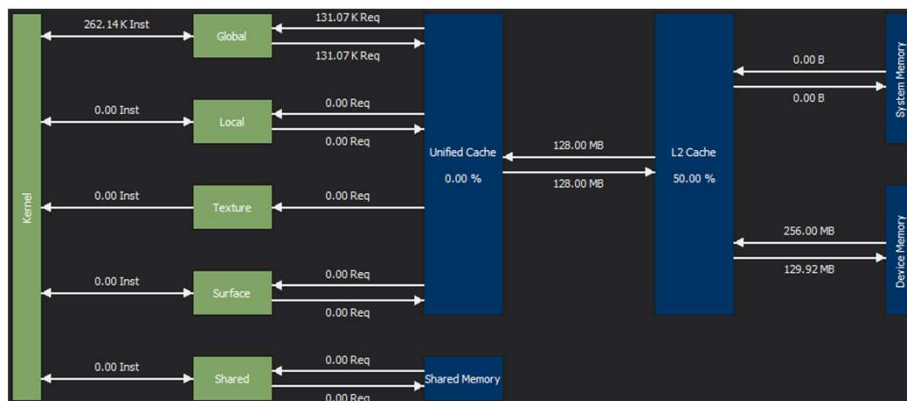 262.14 K Inst
Global
131.07 K Req
131.07 K Req
0.00 Inst
Local
0.00 Req
0.00 Req
Kernel
0.00 Inst
Texture
0.00 Req
0.00 Inst
Surface
0.00 Req
0.00 Req
0.00 Inst
Shared
0.00 Req
0.00 Req
Unified Cache
0.00 %
Shared Memory
128.00 MB
128.00 MB
L2 Cache
50.00 %
0.00 B
0.00 B
System Memory
256.00 MB
129.92 MB
Device Memory